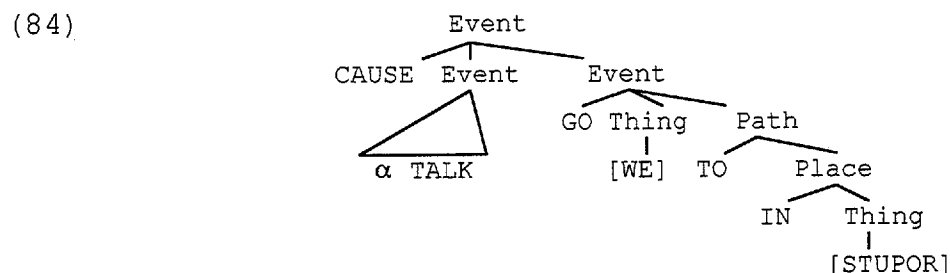 (84) Event
CAUSE Event Event
GO Thing Path
α TALK [WE] TO Place
IN Thing
[STUPOR]